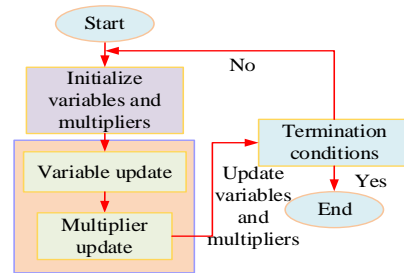 Start
No
Initialize
variables and
multipliers
Termination
conditions
Variable update
Update
variables
and
multipliers
Yes
Multiplier
update
End